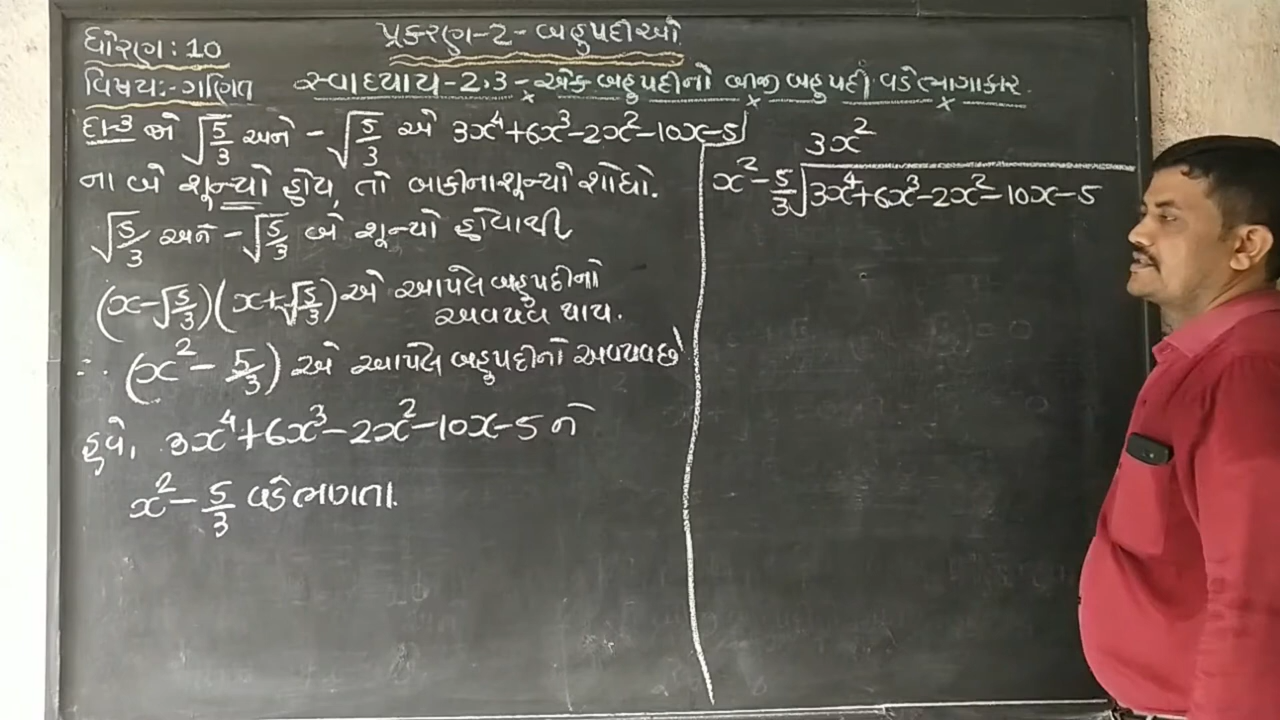 ધોરણ: 10
પ્રકરણ-2-બહુપદીઓ
વિષય:-ગણિત
સ્વાધ્યાય-2.3-એક બહુપદીનો બીજી બહુપદી વડે ભાગાકાર
દા-3 જો √5/3 અને -√5/3 એ 3x⁴+6x³-2x²-10x-5
ના બે શૂન્યો હોય, તો બાકીના શૂન્યો શોધો.
√5/3 અને -√5/3 બે શૂન્યો હોવાથી
(x-√5/3)(x+√5/3) એ આપેલ બહુપદીનો
અવયવ થાય.
∴ (x² - 5/3) એ આપેલ બહુપદીનો અવયવ છે
હવે, 3x⁴+6x³-2x²-10x-5 ને
x² - 5/3 વડે ભાગતા.
3x²
x² - 5/3 √3x⁴+6x³-2x²-10x-5